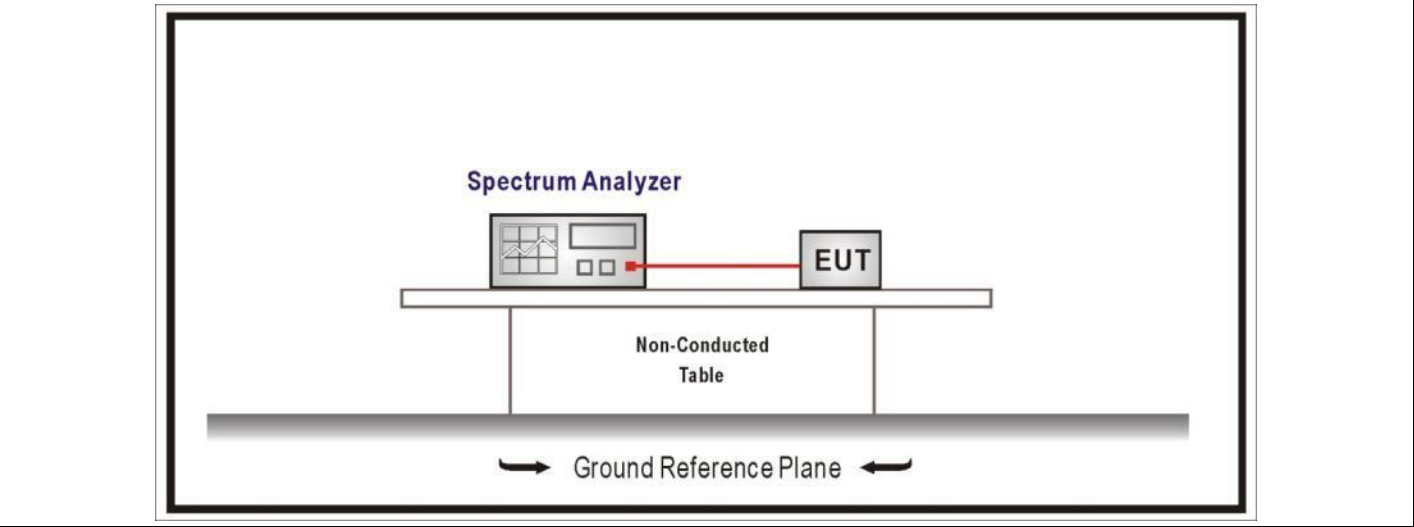 Spectrum Analyzer
EUT
Non-Conducted
Table
Ground Reference Plane